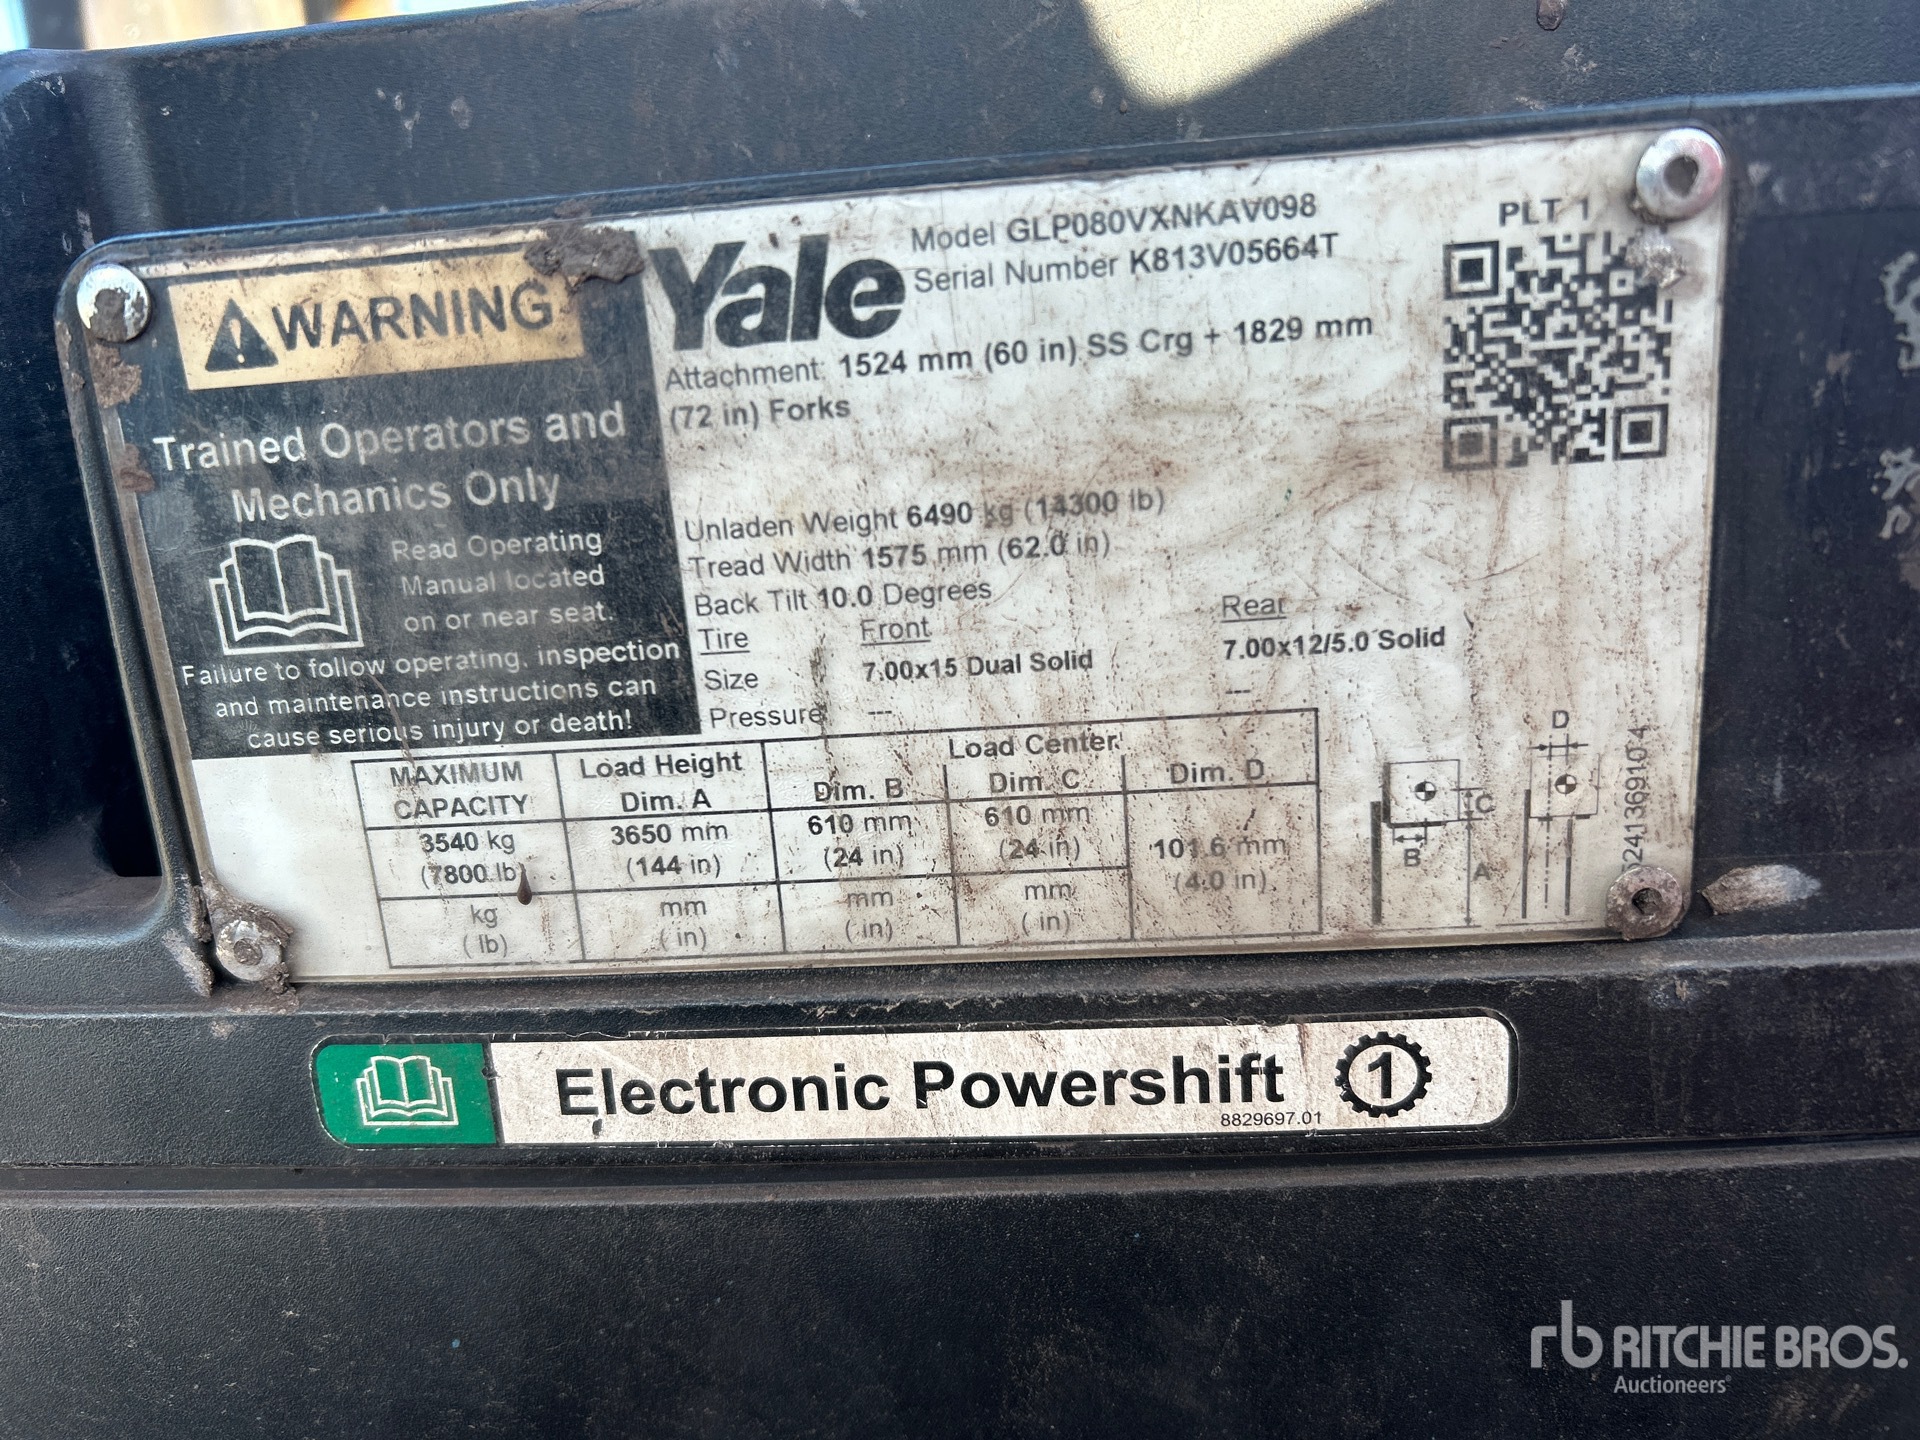 WARNING
Trained Operators and
Mechanics Only
Read Operating
Manual located
on or near seat.
Failure to follow operating, inspection
and maintenance instructions can
cause serious injury or death!
Yale
Model GLP080VXNKAV098
Serial Number K813V05664T
PLT 1
Attachment: 1524 mm (60 in) SS Crg + 1829 mm
(72 in) Forks
Unladen Weight 6490 kg (14300 lb)
Tread Width 1575 mm (62.0 in)
Back Tilt 10.0 Degrees
Tire Front Rear
Size 7.00x15 Dual Solid 7.00x12/5.0 Solid
Pressure --- ---
MAXIMUM CAPACITY Load Height Dim. A Load Center
Dim. B Dim. C Dim. D
3540 kg 3650 mm 610 mm 610 mm 101.6 mm
(7800 lb) (144 in) (24 in) (24 in) (4.0 in)
kg mm mm mm
( lb) ( in) ( in) ( in)
D
C
B
A
Electronic Powershift 1
8829697.01
rb RITCHIE BROS.
Auctioneers